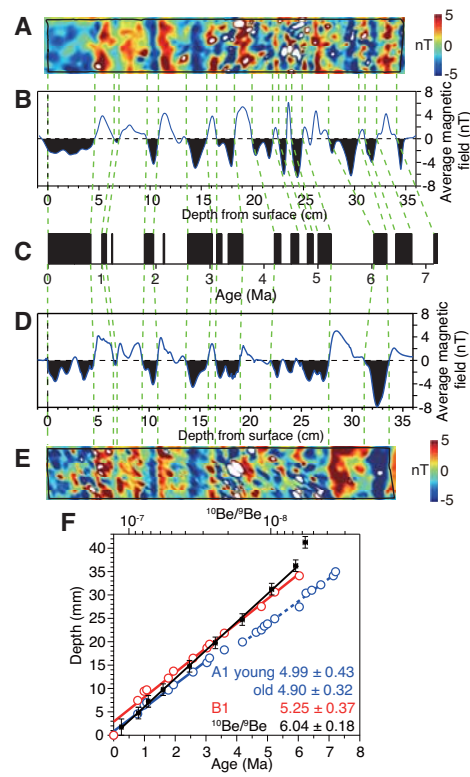 A
5
0
-5
nT
B
8
4
0
-4
-8
Average magnetic field (nT)
0 5 10 15 20 25 30 35
Depth from surface (cm)
C
0 1 2 3 4 5 6 7
Age (Ma)
D
8
4
0
-4
-8
Average magnetic field (nT)
0 5 10 15 20 25 30 35
Depth from surface (cm)
E
5
0
-5
nT
F
¹⁰Be/⁹Be
10⁻⁷ 10⁻⁸
40
35
30
25
20
15
10
5
0
Depth (mm)
A1 young 4.99 ± 0.43
old 4.90 ± 0.32
B1 5.25 ± 0.37
¹⁰Be/⁹Be 6.04 ± 0.18
0 1 2 3 4 5 6 7 8
Age (Ma)